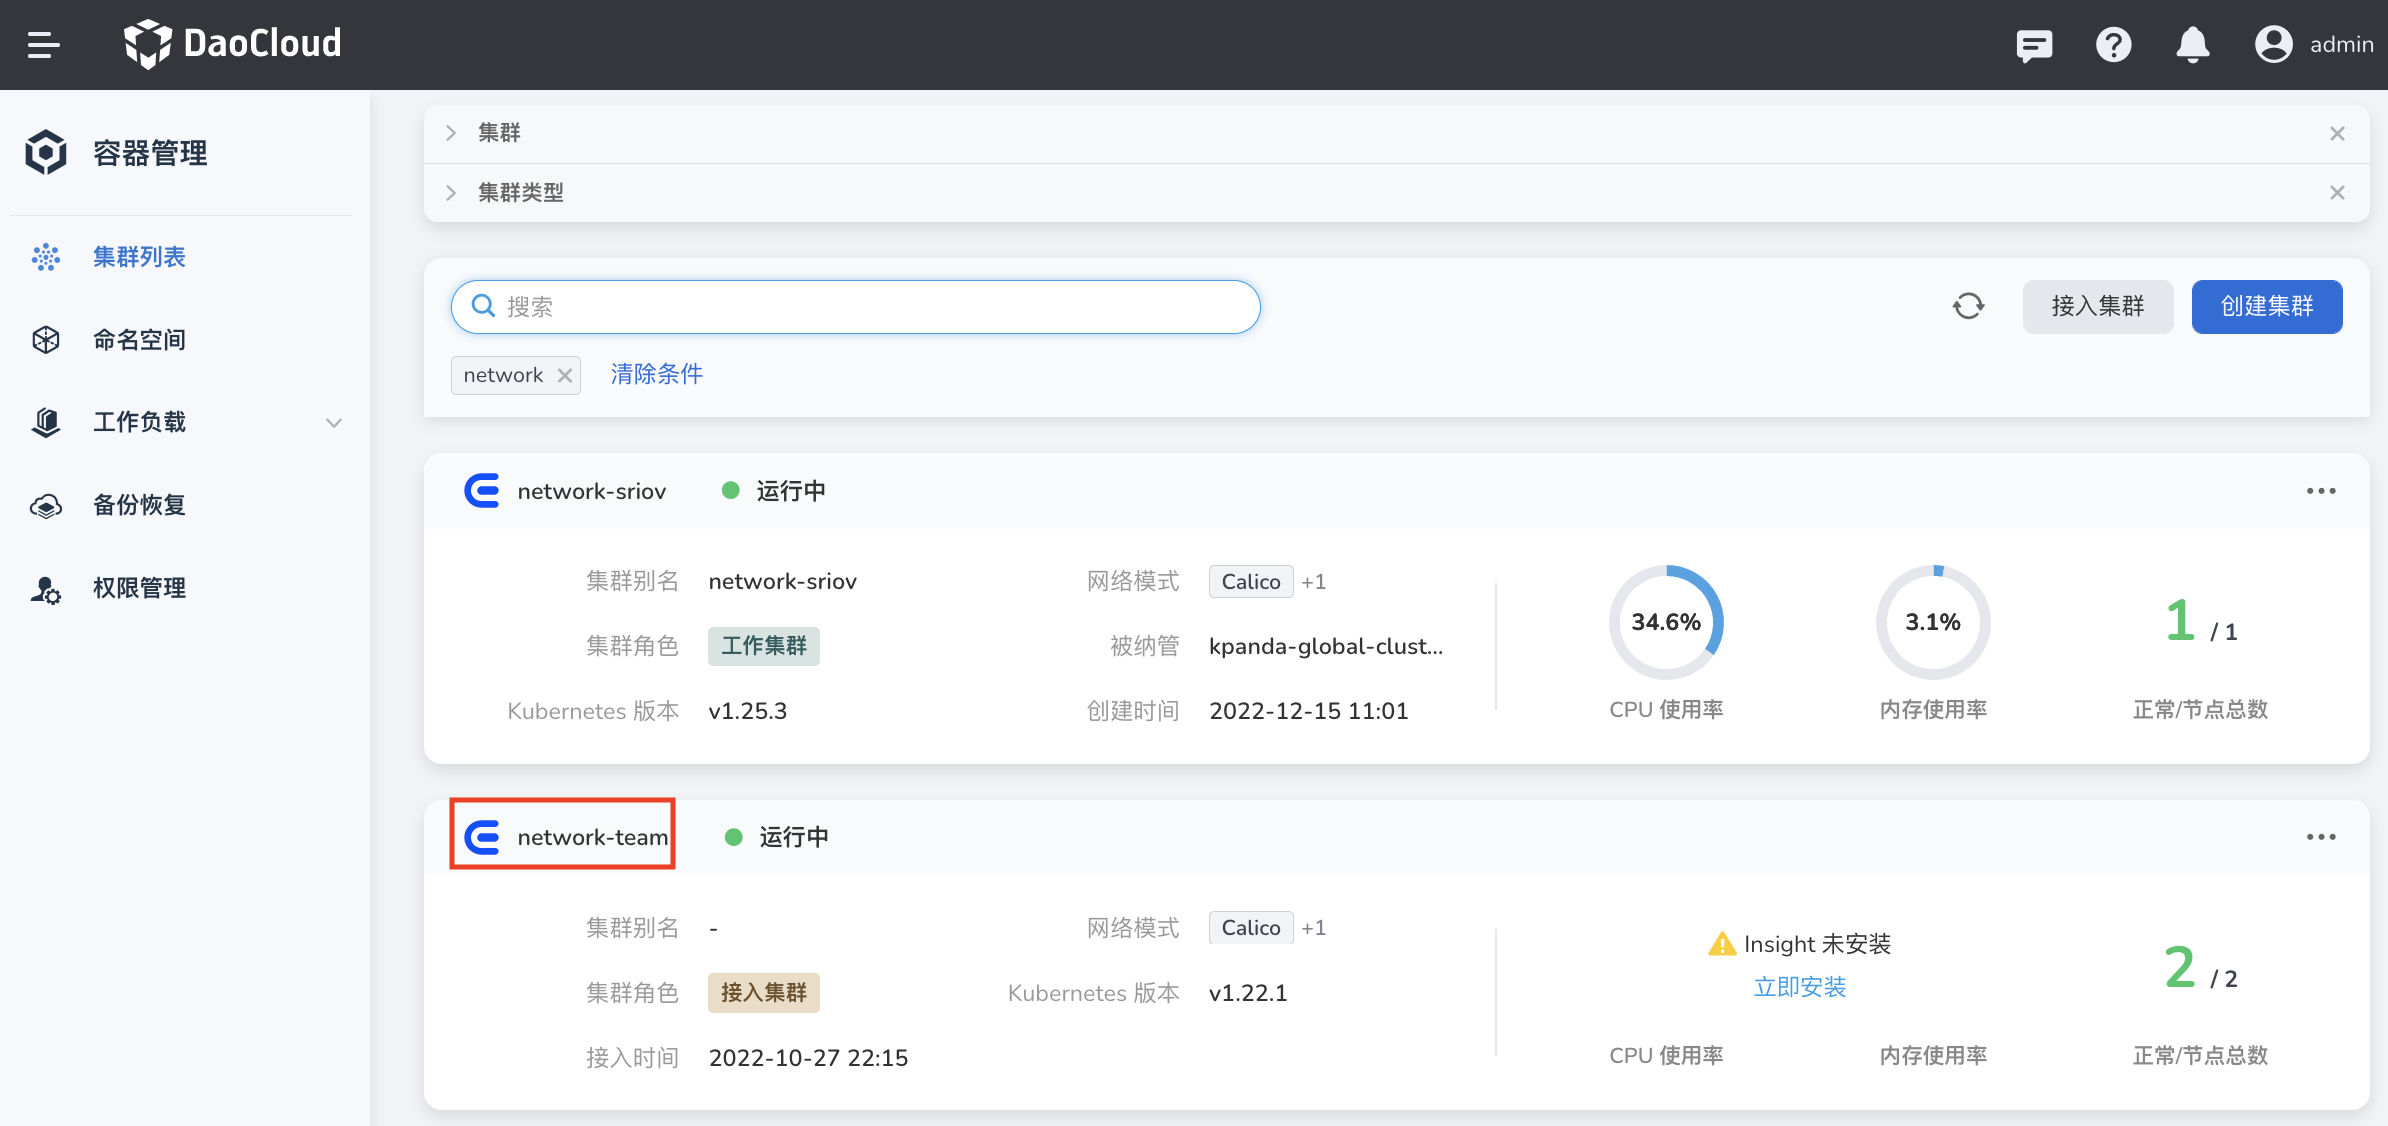 DaoCloud
admin
容器管理
集群列表
命名空间
工作负载
备份恢复
权限管理
集群
集群类型
搜索
接入集群
创建集群
network
清除条件
network-sriov
运行中
集群别名 network-sriov
网络模式 Calico +1
集群角色 工作集群
被纳管 kpanda-global-clust...
Kubernetes 版本 v1.25.3
创建时间 2022-12-15 11:01
34.6%
CPU 使用率
3.1%
内存使用率
1 / 1
正常/节点总数
network-team
运行中
集群别名 -
网络模式 Calico +1
集群角色 接入集群
Kubernetes 版本 v1.22.1
接入时间 2022-10-27 22:15
Insight 未安装
立即安装
CPU 使用率
内存使用率
2 / 2
正常/节点总数